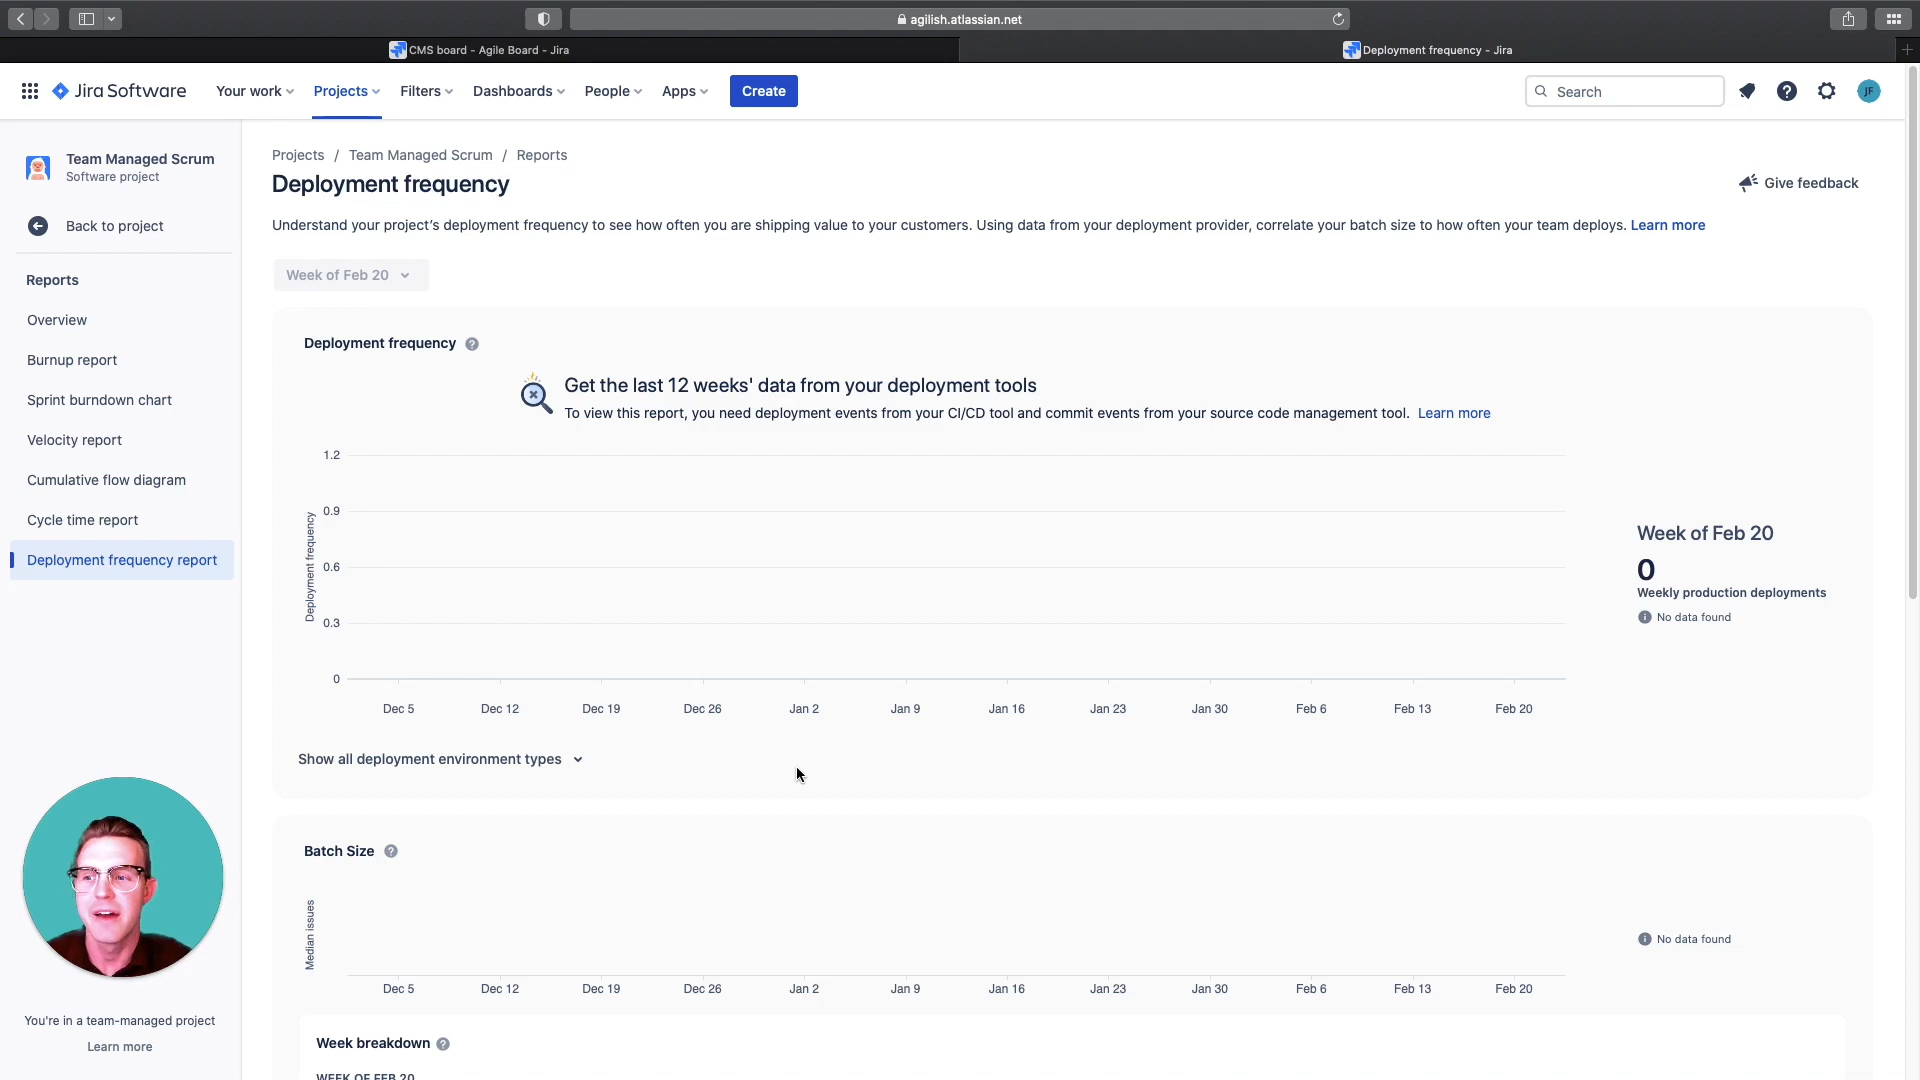 agilish.atlassian.net
CMS board - Agile Board - Jira
Deployment frequency - Jira
Jira Software
Your work
Projects
Filters
Dashboards
People
Apps
Create
Search
JF
Team Managed Scrum
Software project
Back to project
Reports
Overview
Burnup report
Sprint burndown chart
Velocity report
Cumulative flow diagram
Cycle time report
Deployment frequency report
You're in a team-managed project
Learn more
Projects / Team Managed Scrum / Reports
Deployment frequency
Give feedback
Understand your project's deployment frequency to see how often you are shipping value to your customers. Using data from your deployment provider, correlate your batch size to how often your team deploys. Learn more
Week of Feb 20
Deployment frequency
Get the last 12 weeks' data from your deployment tools
To view this report, you need deployment events from your CI/CD tool and commit events from your source code management tool. Learn more
Deployment frequency
1.2
0.9
0.6
0.3
0
Dec 5 Dec 12 Dec 19 Dec 26 Jan 2 Jan 9 Jan 16 Jan 23 Jan 30 Feb 6 Feb 13 Feb 20
Week of Feb 20
0
Weekly production deployments
No data found
Show all deployment environment types
Batch Size
Median issues
No data found
Dec 5 Dec 12 Dec 19 Dec 26 Jan 2 Jan 9 Jan 16 Jan 23 Jan 30 Feb 6 Feb 13 Feb 20
Week breakdown
WEEK OF FEB 20